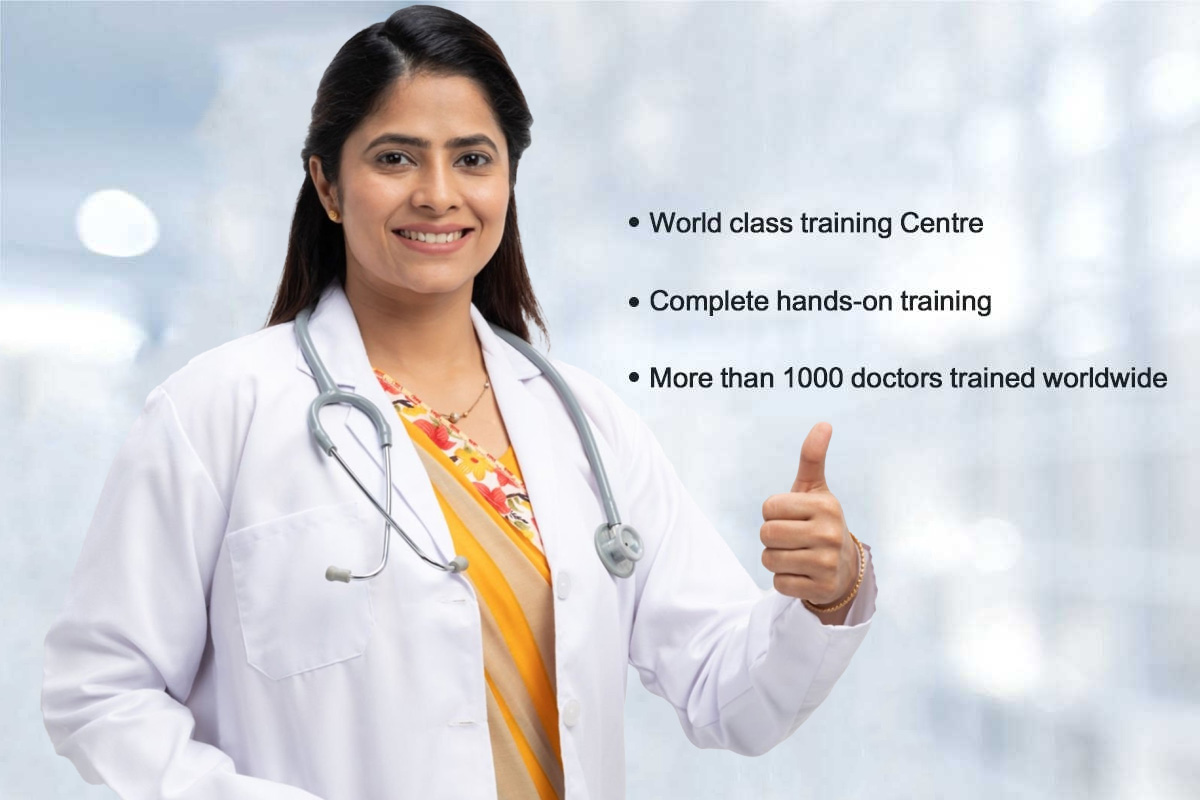 • World class training Centre
• Complete hands-on training
• More than 1000 doctors trained worldwide